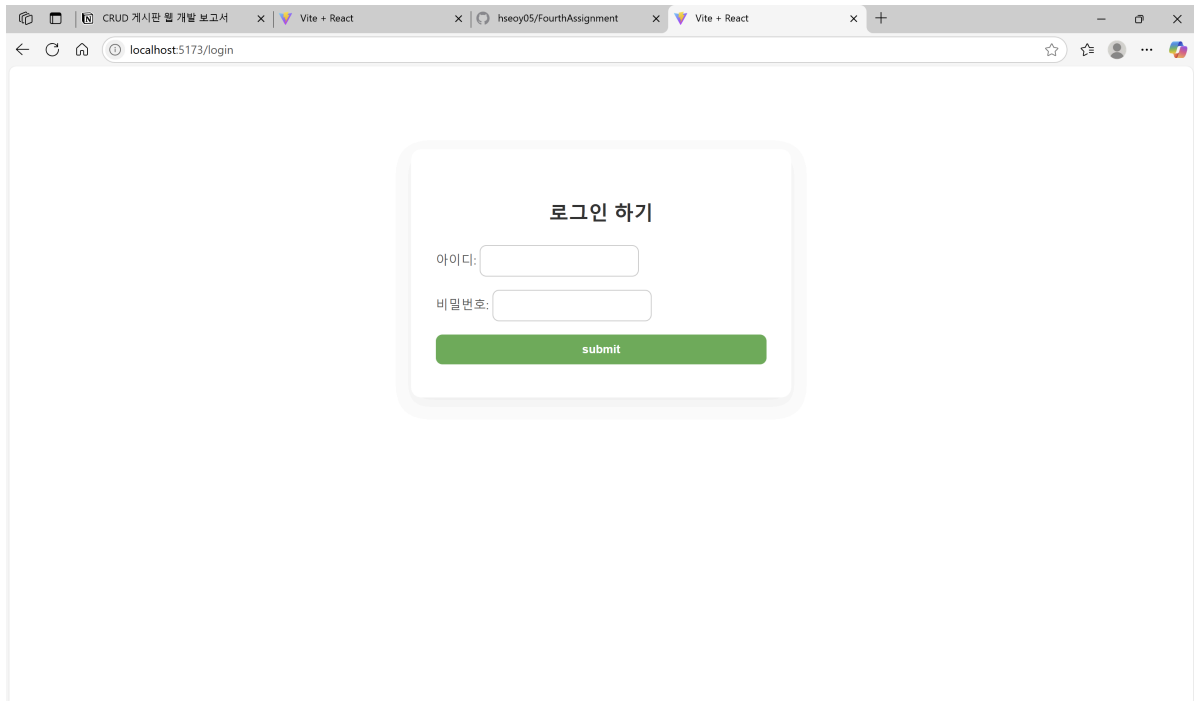 CRUD 게시판 웹 개발 보고서
Vite + React
hseoy05/FourthAssignment
Vite + React
localhost:5173/login
로그인 하기
아이디:
비밀번호:
submit